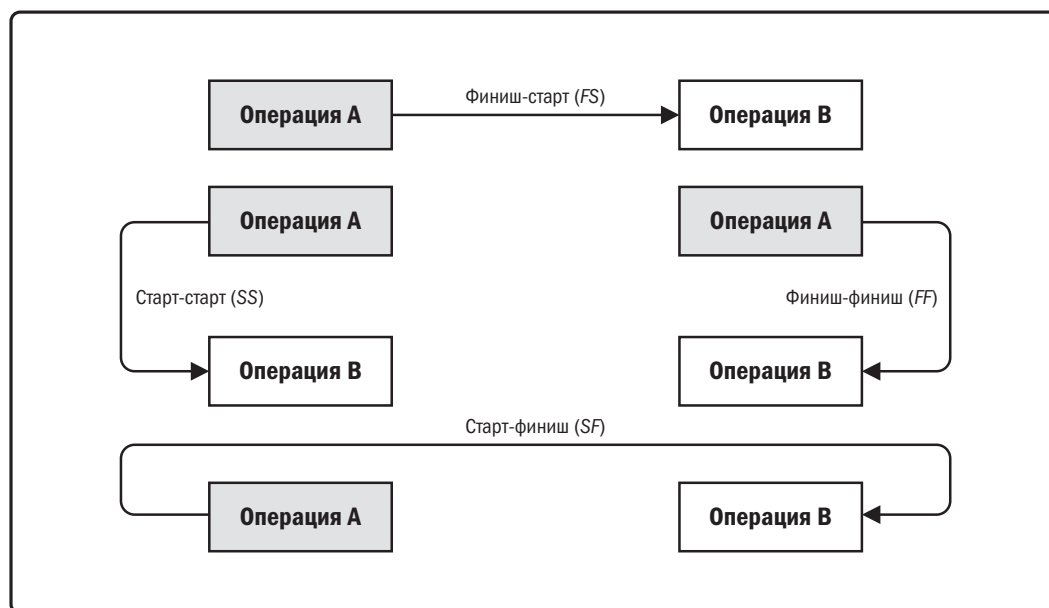 Финиш-старт (FS)
Операция A
Операция B
Операция A
Операция A
Старт-старт (SS)
Финиш-финиш (FF)
Операция B
Операция B
Старт-финиш (SF)
Операция A
Операция B